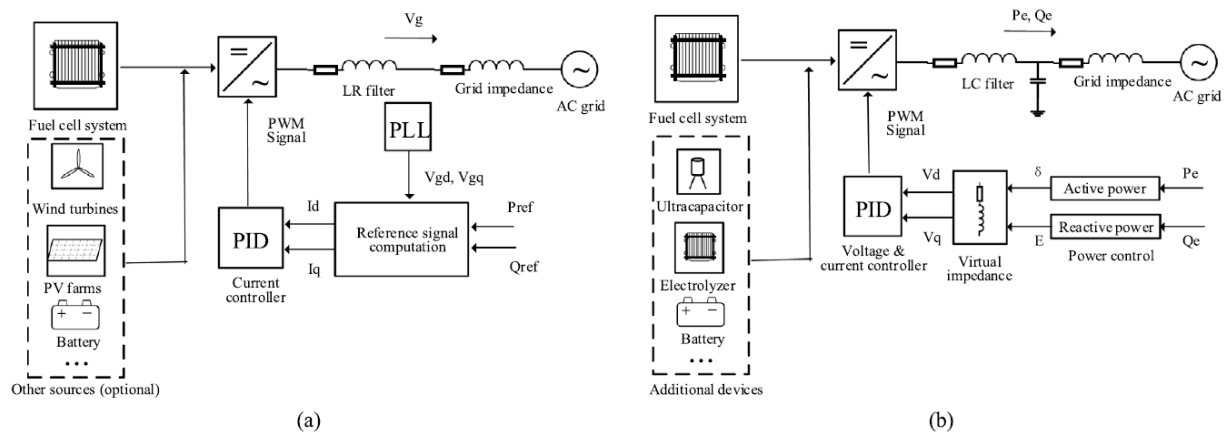 Vg
= 
~
LR filter
Grid impedance
~
AC grid
Fuel cell system
PWM
Signal
PLL
Vgd, Vgq
Wind turbines
Id
Iq
PID
Current
controller
Reference signal
computation
Pref
Qref
PV farms
+ -
Battery
...
Other sources (optional)
(a)
Pe, Qe
=
~
LC filter
Grid impedance
~
AC grid
Fuel cell system
PWM
Signal
Ultracapacitor
Vd
Vq
PID
Voltage &
current controller
Virtual
impedance
δ
E
Active power
Reactive power
Power control
Pe
Qe
Electrolyzer
+ -
Battery
...
Additional devices
(b)